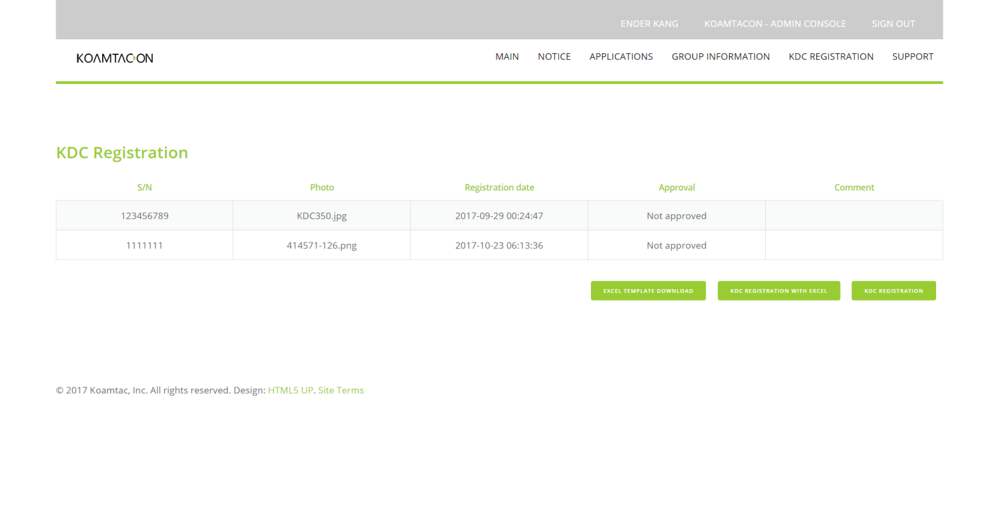 ENDER KANG KOAMTACON - ADMIN CONSOLE SIGN OUT
KOAMTACON MAIN NOTICE APPLICATIONS GROUP INFORMATION KDC REGISTRATION SUPPORT
KDC Registration
S/N Photo Registration date Approval Comment
123456789 KDC350.jpg 2017-09-29 00:24:47 Not approved
1111111 414571-126.png 2017-10-23 06:13:36 Not approved
EXCEL TEMPLATE DOWNLOAD KDC REGISTRATION WITH EXCEL KDC REGISTRATION
© 2017 Koamtac, Inc. All rights reserved. Design: HTML5 UP. Site Terms